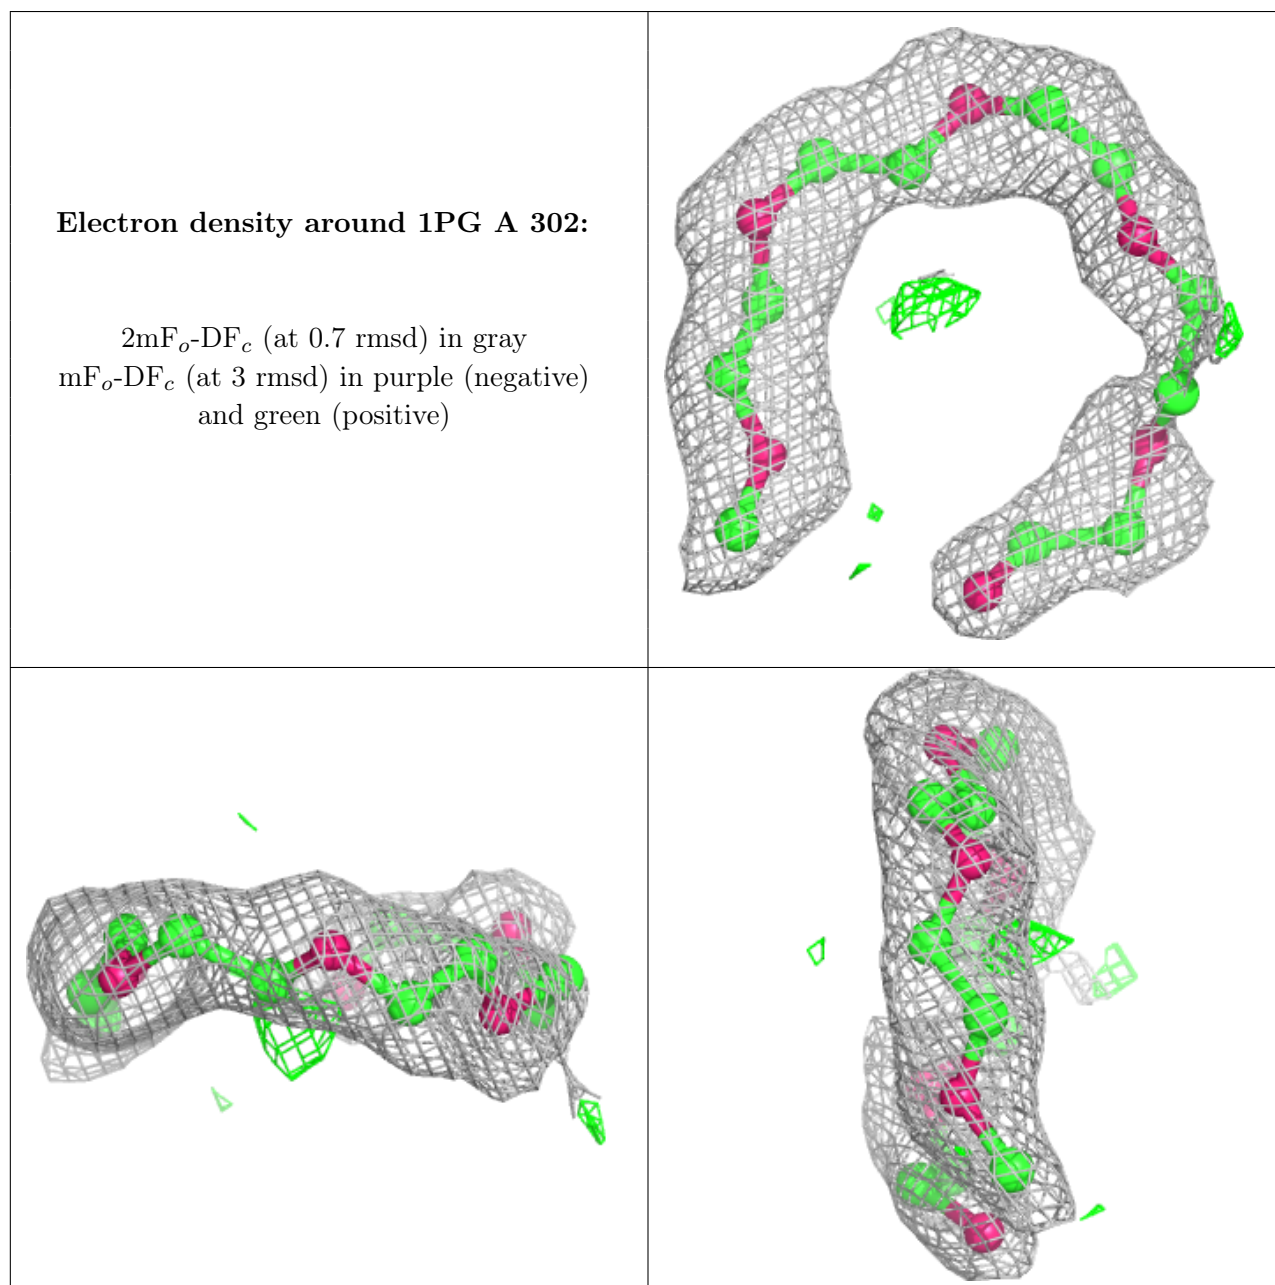 Electron density around 1PG A 302:
2mFₒ-DF𝒸 (at 0.7 rmsd) in gray
mFₒ-DF𝒸 (at 3 rmsd) in purple (negative)
and green (positive)